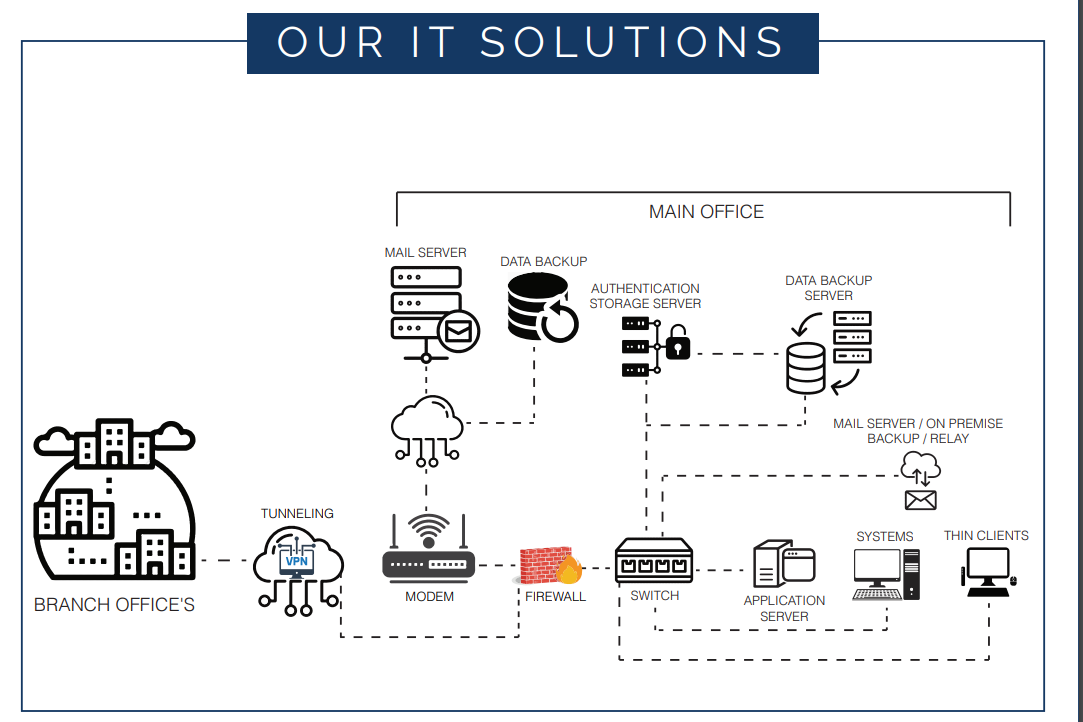 OUR IT SOLUTIONS
MAIN OFFICE
MAIL SERVER
DATA BACKUP
AUTHENTICATION
STORAGE SERVER
DATA BACKUP
SERVER
MAIL SERVER / ON PREMISE
BACKUP / RELAY
TUNNELING
VPN
BRANCH OFFICE'S
MODEM
FIREWALL
SWITCH
APPLICATION
SERVER
SYSTEMS
THIN CLIENTS